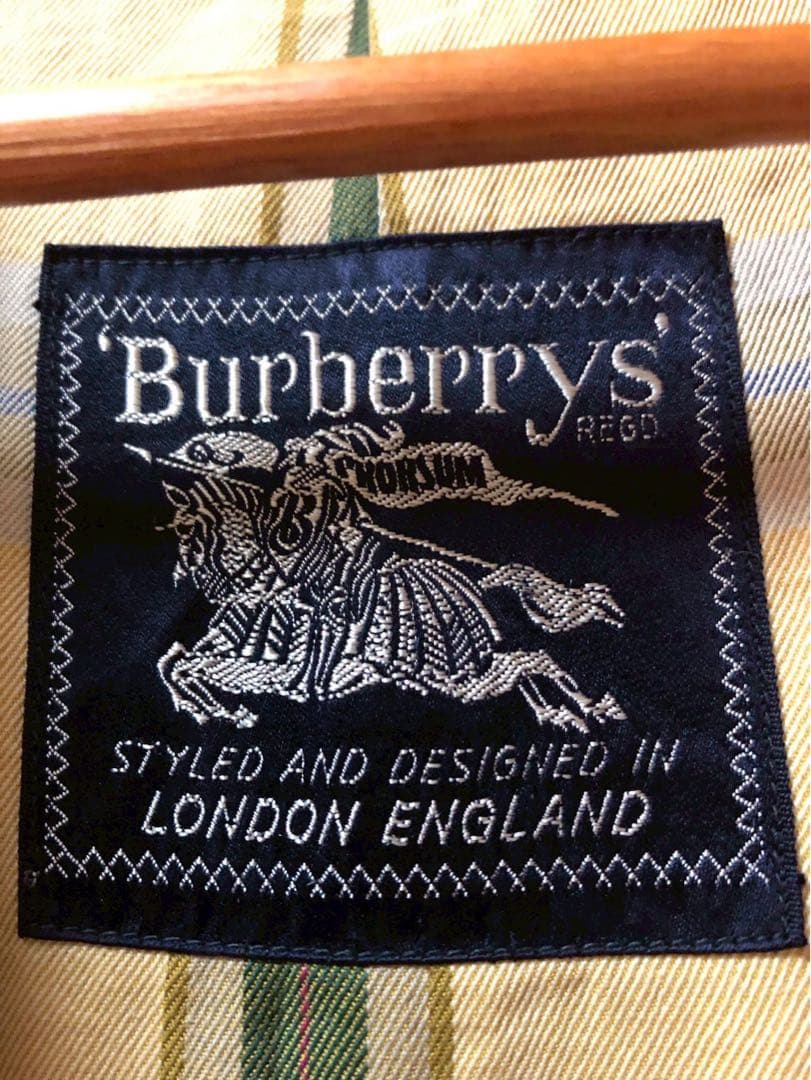 'Burberrys'
REGD
PRORSUM
STYLED AND DESIGNED IN
LONDON ENGLAND